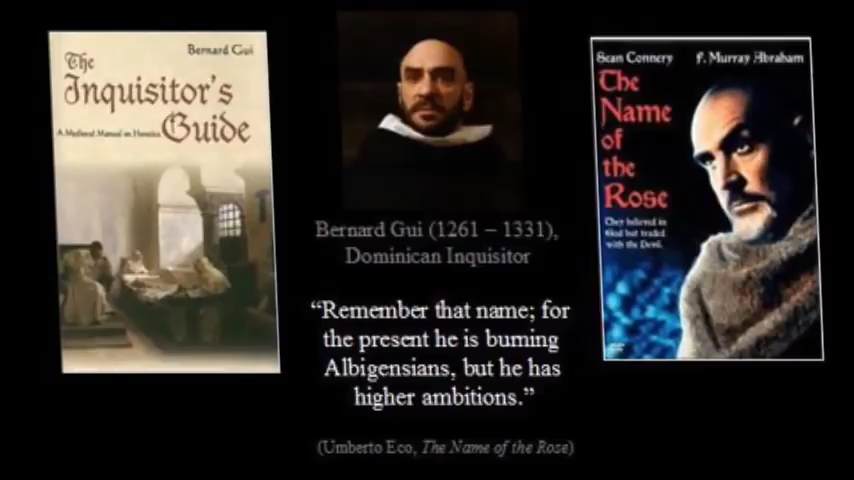 Bernard Gui
The
Inquisitor's
A Medieval Manual on Heretics
Guide
Bernard Gui (1261 – 1331),
Dominican Inquisitor
“Remember that name; for
the present he is burning
Albigensians, but he has
higher ambitions.”
(Umberto Eco, The Name of the Rose)
Sean Connery F. Murray Abraham
The
Name
of
the
Rose
They believed in
God but traded
with the Devil.